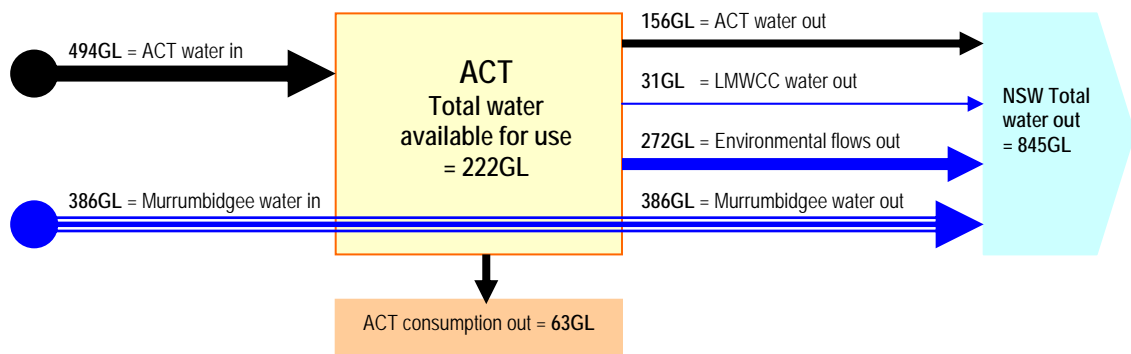 494GL = ACT water in
386GL = Murrumbidgee water in
ACT
Total water
available for use
= 222GL
156GL = ACT water out
31GL = LMWCC water out
272GL = Environmental flows out
386GL = Murrumbidgee water out
NSW Total
water out
= 845GL
ACT consumption out = 63GL